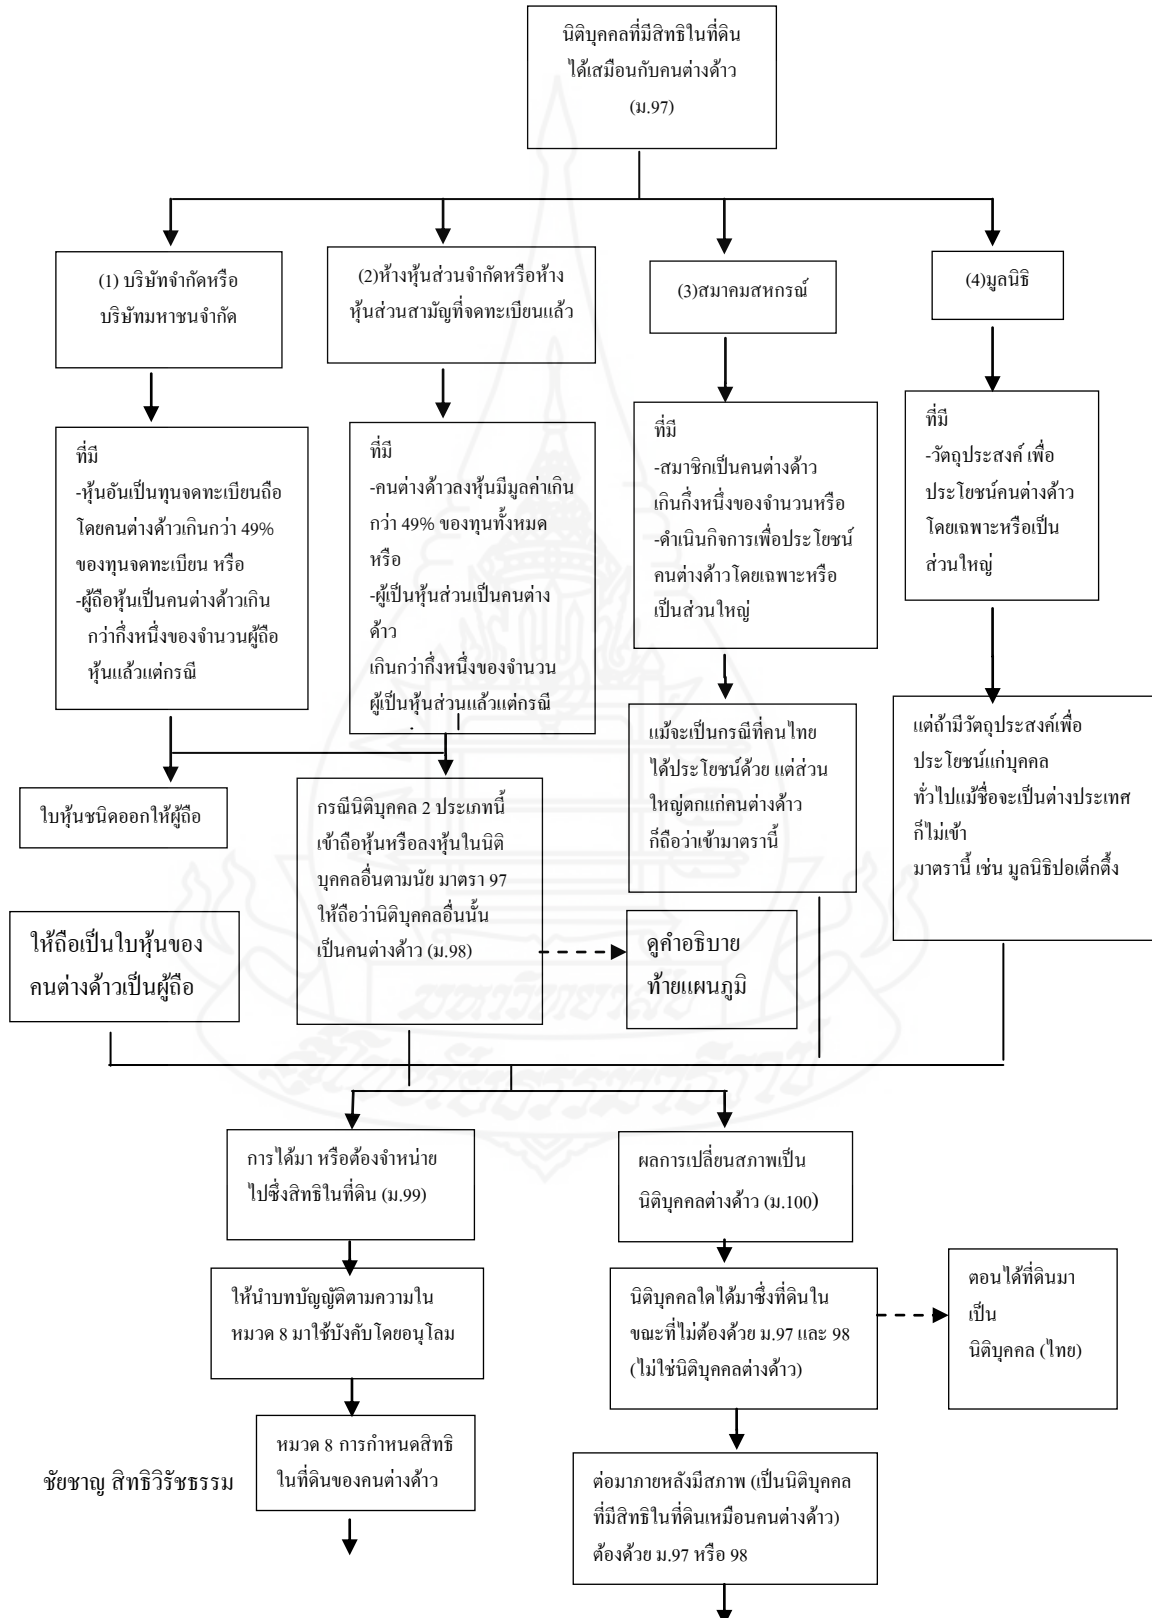 นิติบุคคลที่มีสิทธิในที่ดิน
ได้เสมือนกับคนต่างด้าว
(ม.97)
(1) บริษัทจำกัดหรือ
บริษัทมหาชนจำกัด
(2)ห้างหุ้นส่วนจำกัดหรือห้าง
หุ้นส่วนสามัญที่จดทะเบียนแล้ว
(3)สมาคมสหกรณ์
(4)มูลนิธิ
ที่มี
-หุ้นอันเป็นทุนจดทะเบียนถือ
โดยคนต่างด้าวเกินกว่า 49%
ของทุนจดทะเบียน หรือ
-ผู้ถือหุ้นเป็นคนต่างด้าวเกิน
กว่ากึ่งหนึ่งของจำนวนผู้ถือ
หุ้นแล้วแต่กรณี
ที่มี
-คนต่างด้าวลงหุ้นมีมูลค่าเกิน
กว่า 49% ของทุนทั้งหมด
หรือ
-ผู้เป็นหุ้นส่วนเป็นคนต่าง
ด้าว
เกินกว่ากึ่งหนึ่งของจำนวน
ผู้เป็นหุ้นส่วนแล้วแต่กรณี
ที่มี
-สมาชิกเป็นคนต่างด้าว
เกินกึ่งหนึ่งของจำนวนหรือ
-ดำเนินกิจการเพื่อประโยชน์
คนต่างด้าวโดยเฉพาะหรือ
เป็นส่วนใหญ่
ที่มี
-วัตถุประสงค์ เพื่อ
ประโยชน์คนต่างด้าว
โดยเฉพาะหรือเป็น
ส่วนใหญ่
ใบหุ้นชนิดออกให้ผู้ถือ
กรณีนิติบุคคล 2 ประเภทนี้
เข้าถือหุ้นหรือลงหุ้นในนิติ
บุคคลอื่นตามนัย มาตรา 97
ให้ถือว่านิติบุคคลอื่นนั้น
เป็นคนต่างด้าว (ม.98)
แม้จะเป็นกรณีที่คนไทย
ได้ประโยชน์ด้วย แต่ส่วน
ใหญ่ตกแก่คนต่างด้าว
ก็ถือว่าเข้ามาตรานี้
แต่ถ้ามีวัตถุประสงค์เพื่อ
ประโยชน์แก่บุคคล
ทั่วไปแม้ชื่อจะเป็นต่างประเทศ
ก็ไม่เข้า
มาตรานี้ เช่น มูลนิธิปอเต็กตึ้ง
ให้ถือเป็นใบหุ้นของ
คนต่างด้าวเป็นผู้ถือ
ดูคำอธิบาย
ท้ายแผนภูมิ
มหาวิทยาลัย
สุโขทัยธรรมาธิราช
การได้มา หรือต้องจำหน่าย
ไปซึ่งสิทธิในที่ดิน (ม.99)
ผลการเปลี่ยนสภาพเป็น
นิติบุคคลต่างด้าว (ม.100)
ให้นำบทบัญญัติตามความใน
หมวด 8 มาใช้บังคับโดยอนุโลม
นิติบุคคลใดได้มาซึ่งที่ดินใน
ขณะที่ไม่ต้องด้วย ม.97 และ 98
(ไม่ใช่นิติบุคคลต่างด้าว)
ตอนได้ที่ดินมา
เป็น
นิติบุคคล (ไทย)
หมวด 8 การกำหนดสิทธิ
ในที่ดินของคนต่างด้าว
ชัยชาญ สิทธิวิรัชธรรม
ต่อมาภายหลังมีสภาพ (เป็นนิติบุคคล
ที่มีสิทธิในที่ดินเหมือนคนต่างด้าว)
ต้องด้วย ม.97 หรือ 98